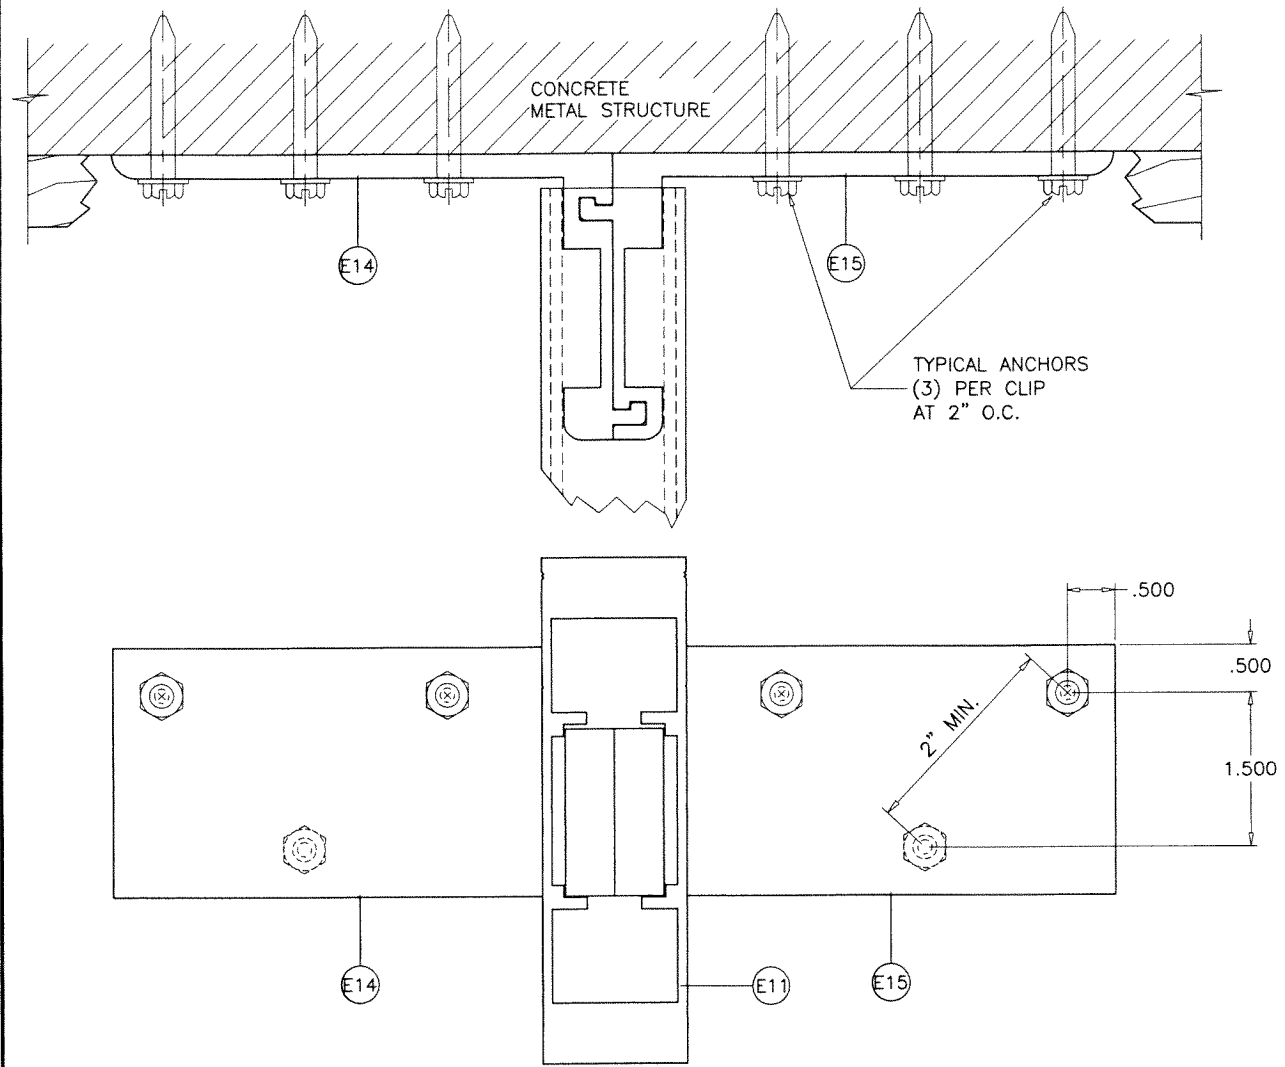 CONCRETE
METAL STRUCTURE
E14
E15
TYPICAL ANCHORS
(3) PER CLIP
AT 2" O.C.
.500
.500
2" MIN.
1.500
E14
E11
E15